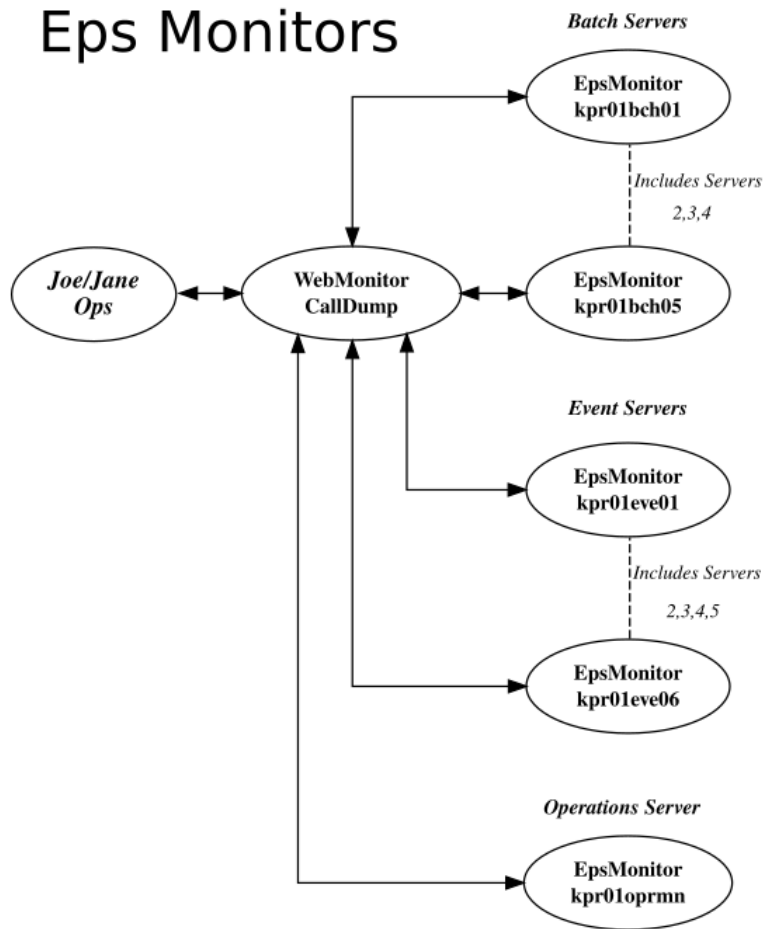 Eps Monitors
Batch Servers
EpsMonitor
kpr01bch01
Includes Servers
2,3,4
Joe/Jane
Ops
WebMonitor
CallDump
EpsMonitor
kpr01bch05
Event Servers
EpsMonitor
kpr01eve01
Includes Servers
2,3,4,5
EpsMonitor
kpr01eve06
Operations Server
EpsMonitor
kpr01oprmn